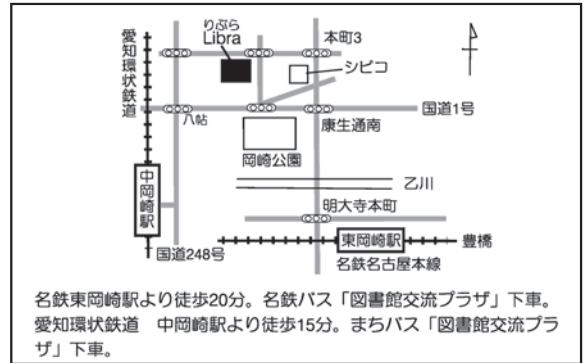 りぶら
Libra
本町3
シビコ
愛知環状鉄道
八帖
国道1号
康生通南
岡崎公園
乙川
中岡崎駅
明大寺本町
東岡崎駅
豊橋
国道248号
名鉄名古屋本線
名鉄東岡崎駅より徒歩20分。名鉄バス「図書館交流プラザ」下車。
愛知環状鉄道　中岡崎駅より徒歩15分。まちバス「図書館交流プラ
ザ」下車。